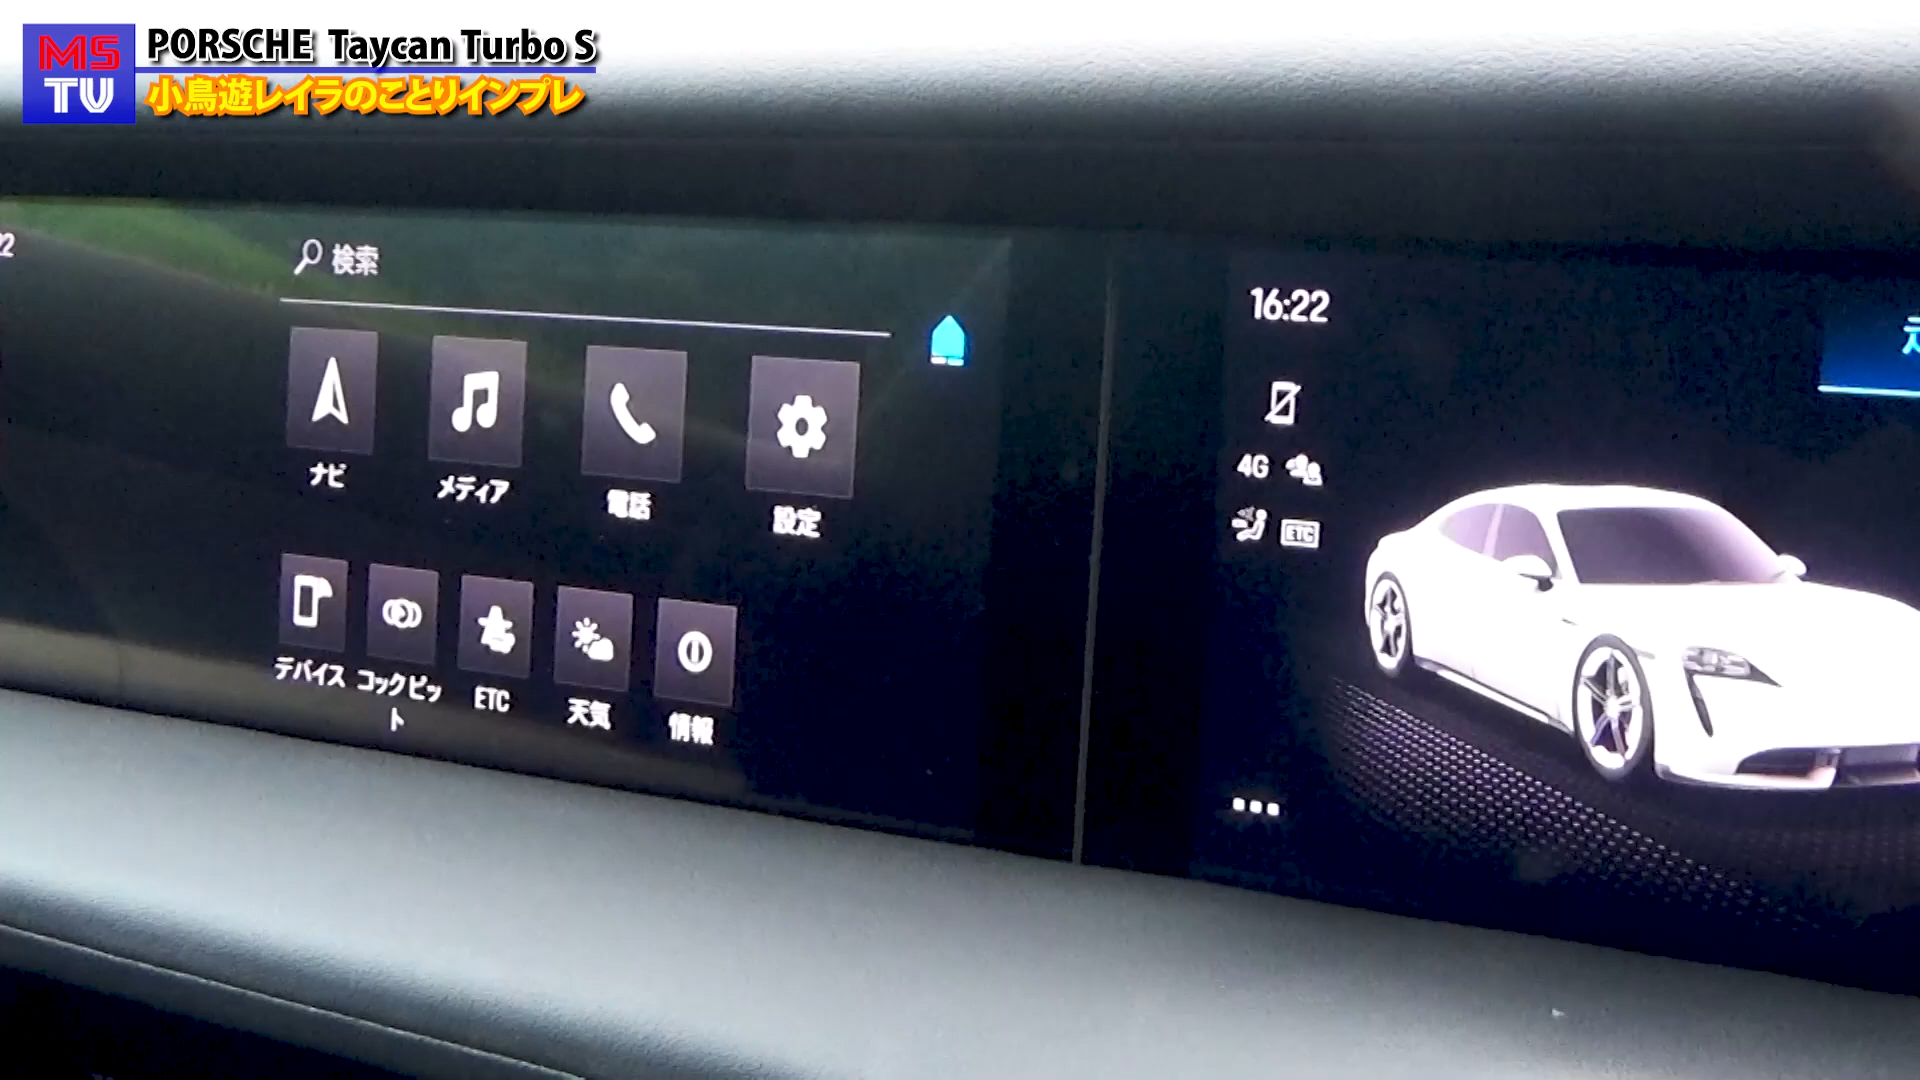 MS
TV
PORSCHE Taycan Turbo S
小鳥遊レイラのことりインプレ
検索
ナビ
メディア
電話
設定
デバイス
コックピッ
ト
ETC
天気
情報
16:22
4G
ETC